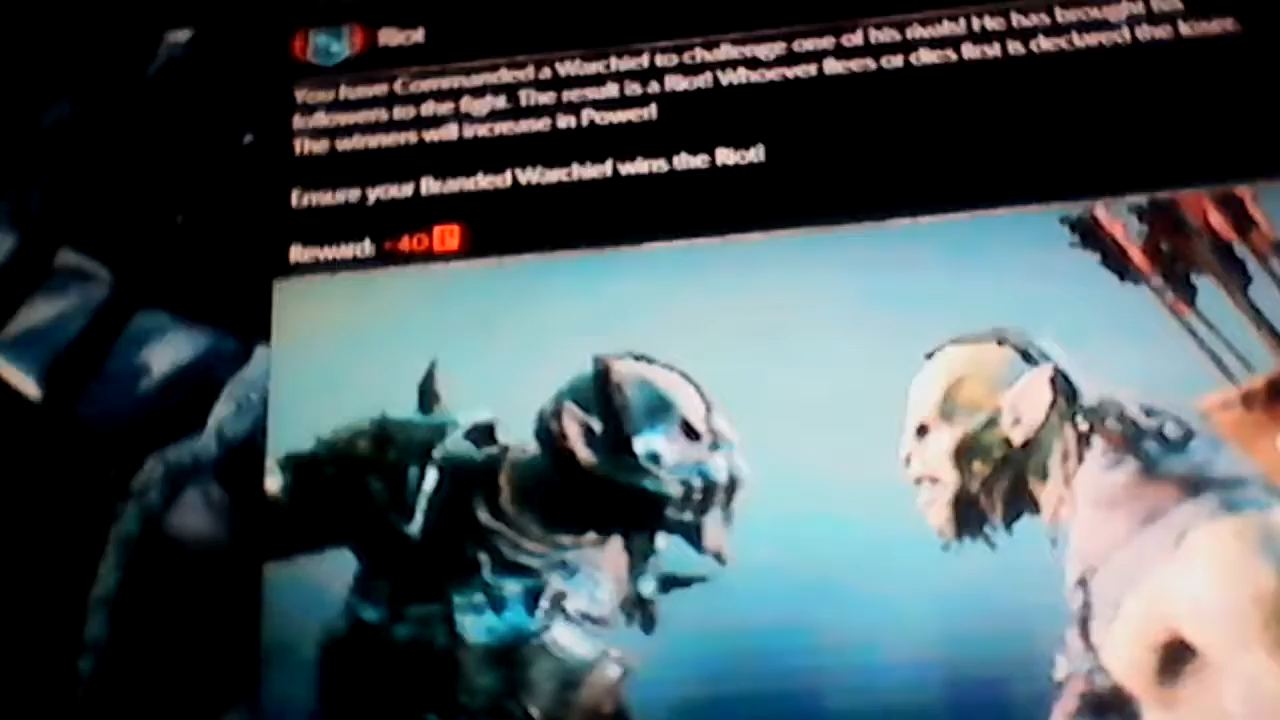 Riot
You have Commanded a Warchief to challenge one of his rivals! He has brought his
followers to the fight. The result is a Riot! Whoever flees or dies first is declared the loser.
The winners will increase in Power!
Ensure your Branded Warchief wins the Riot!
Reward: +40